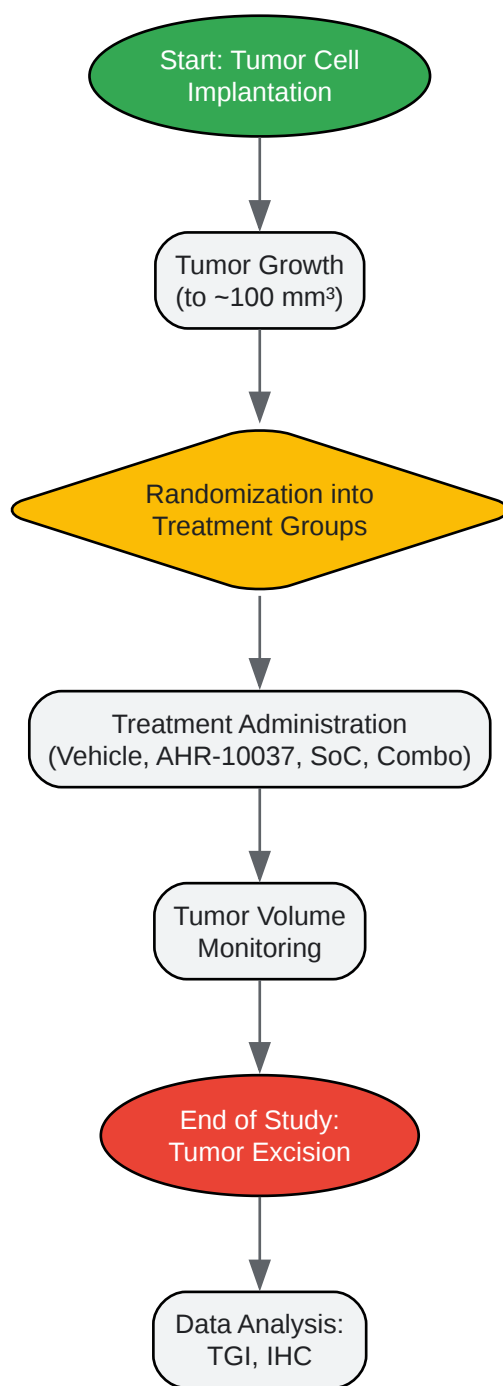 Start: Tumor Cell
Implantation
Tumor Growth
(to ~100 mm³)
Randomization into
Treatment Groups
Treatment Administration
(Vehicle, AHR-10037, SoC, Combo)
Tumor Volume
Monitoring
End of Study:
Tumor Excision
Data Analysis:
TGI, IHC